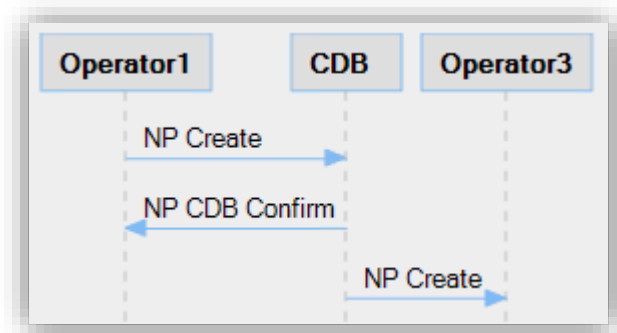 Operator1 CDB Operator3
NP Create
NP CDB Confirm
NP Create